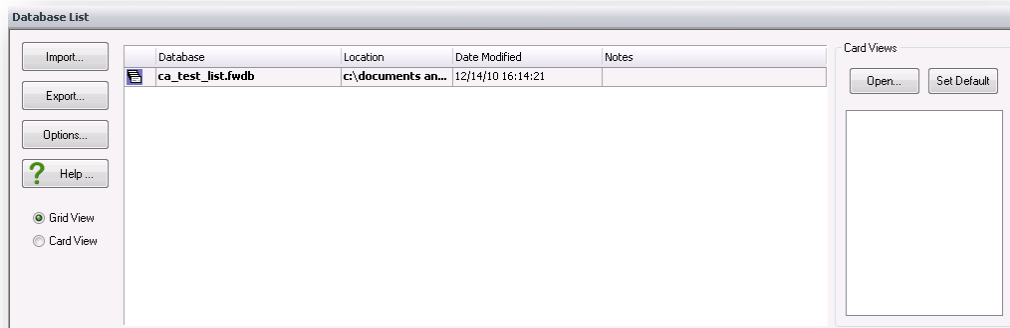 Database List
Import...
Export...
Options...
? Help ...
Grid View
Card View
Database Location Date Modified Notes
ca_test_list.fwdb c:\documents an... 12/14/10 16:14:21
Card Views
Open... Set Default